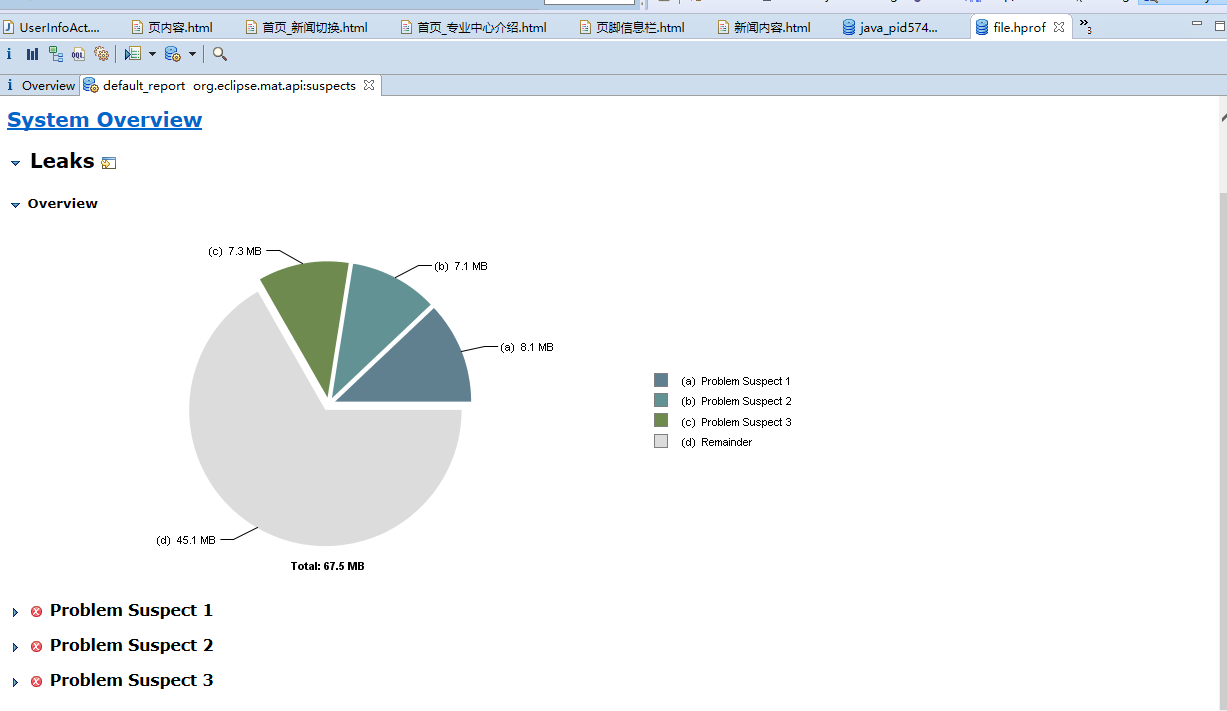 UserInfoAct.... 页内容.html 首页_新闻切换.html 首页_专业中心介绍.html 页脚信息栏.html 新闻内容.html java_pid574... file.hprof »3
i OQL
i Overview default_report org.eclipse.mat.api:suspects
System Overview
Leaks
Overview
(c) 7.3 MB
(b) 7.1 MB
(a) 8.1 MB
(a) Problem Suspect 1
(b) Problem Suspect 2
(c) Problem Suspect 3
(d) Remainder
(d) 45.1 MB
Total: 67.5 MB
Problem Suspect 1
Problem Suspect 2
Problem Suspect 3